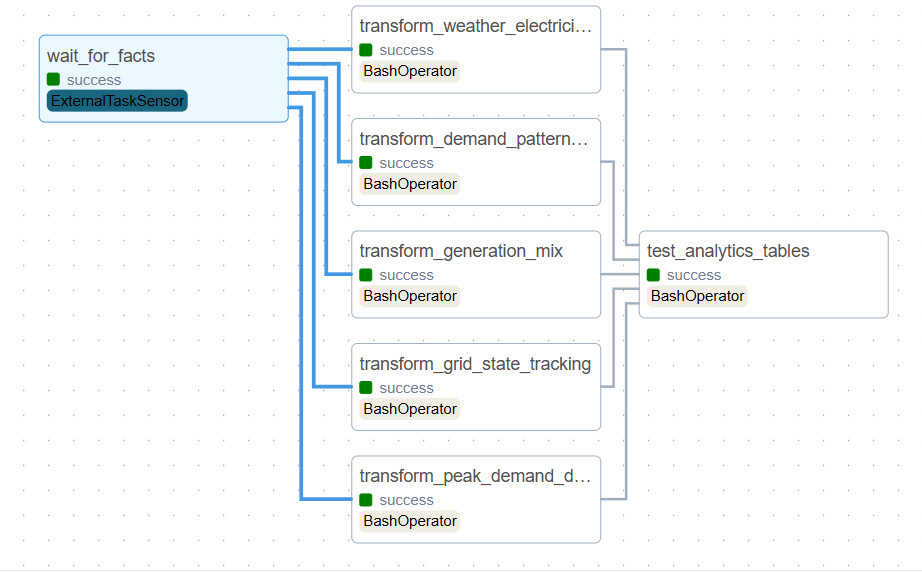 wait_for_facts
success
ExternalTaskSensor
transform_weather_electrici...
success
BashOperator
transform_demand_pattern...
success
BashOperator
transform_generation_mix
success
BashOperator
transform_grid_state_tracking
success
BashOperator
transform_peak_demand_d...
success
BashOperator
test_analytics_tables
success
BashOperator